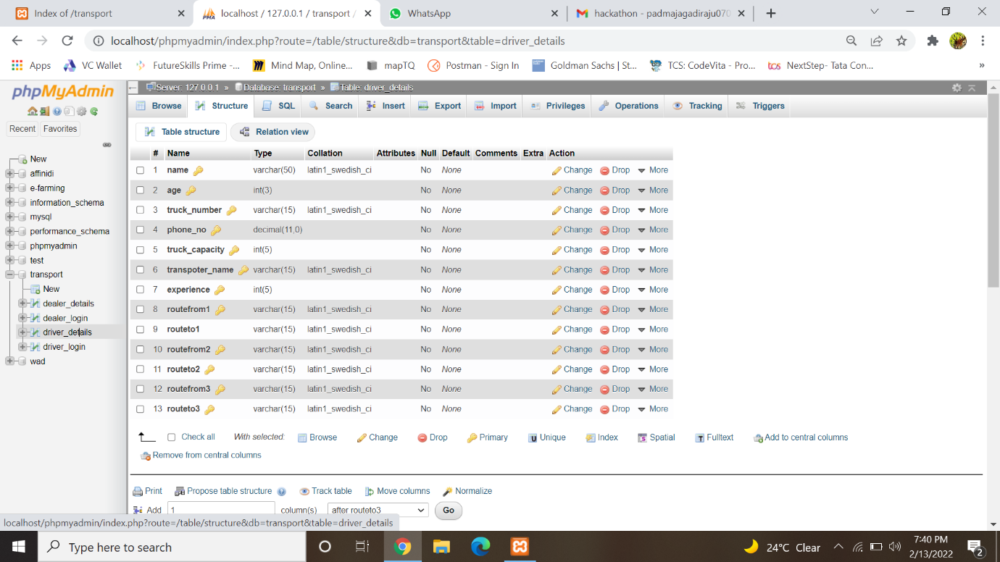 Index of /transport
localhost / 127.0.0.1 / transport /
WhatsApp
hackathon - padmajagadiraju070
localhost/phpmyadmin/index.php?route=/table/structure&db=transport&table=driver_details
Apps VC Wallet FutureSkills Prime -... Mind Map, Online... mapTQ Postman - Sign In Goldman Sachs | St... TCS: CodeVita - Pro... NextStep- Tata Con... »
phpMyAdmin
Recent Favorites
New
affinidi
e-farming
information_schema
mysql
performance_schema
phpmyadmin
test
transport
New
dealer_details
dealer_login
driver_details
driver_login
wad
Server: 127.0.0.1 » Database: transport » Table: driver_details
Browse Structure SQL Search Insert Export Import Privileges Operations Tracking Triggers
Table structure Relation view
# Name Type Collation Attributes Null Default Comments Extra Action
1 name varchar(50) latin1_swedish_ci No None Change Drop More
2 age int(3) No None Change Drop More
3 truck_number varchar(15) latin1_swedish_ci No None Change Drop More
4 phone_no decimal(11,0) No None Change Drop More
5 truck_capacity int(5) No None Change Drop More
6 transpoter_name varchar(15) latin1_swedish_ci No None Change Drop More
7 experience int(5) No None Change Drop More
8 routefrom1 varchar(15) latin1_swedish_ci No None Change Drop More
9 routeto1 varchar(15) latin1_swedish_ci No None Change Drop More
10 routefrom2 varchar(15) latin1_swedish_ci No None Change Drop More
11 routeto2 varchar(15) latin1_swedish_ci No None Change Drop More
12 routefrom3 varchar(15) latin1_swedish_ci No None Change Drop More
13 routeto3 varchar(15) latin1_swedish_ci No None Change Drop More
Check all With selected: Browse Change Drop Primary Unique Index Spatial Fulltext Add to central columns
Remove from central columns
Print Propose table structure Track table Move columns Normalize
Add 1 column(s) after routeto3 Go
localhost/phpmyadmin/index.php?route=/table/structure&db=transport&table=driver_details
Type here to search
24°C Clear
7:40 PM
2/13/2022
2